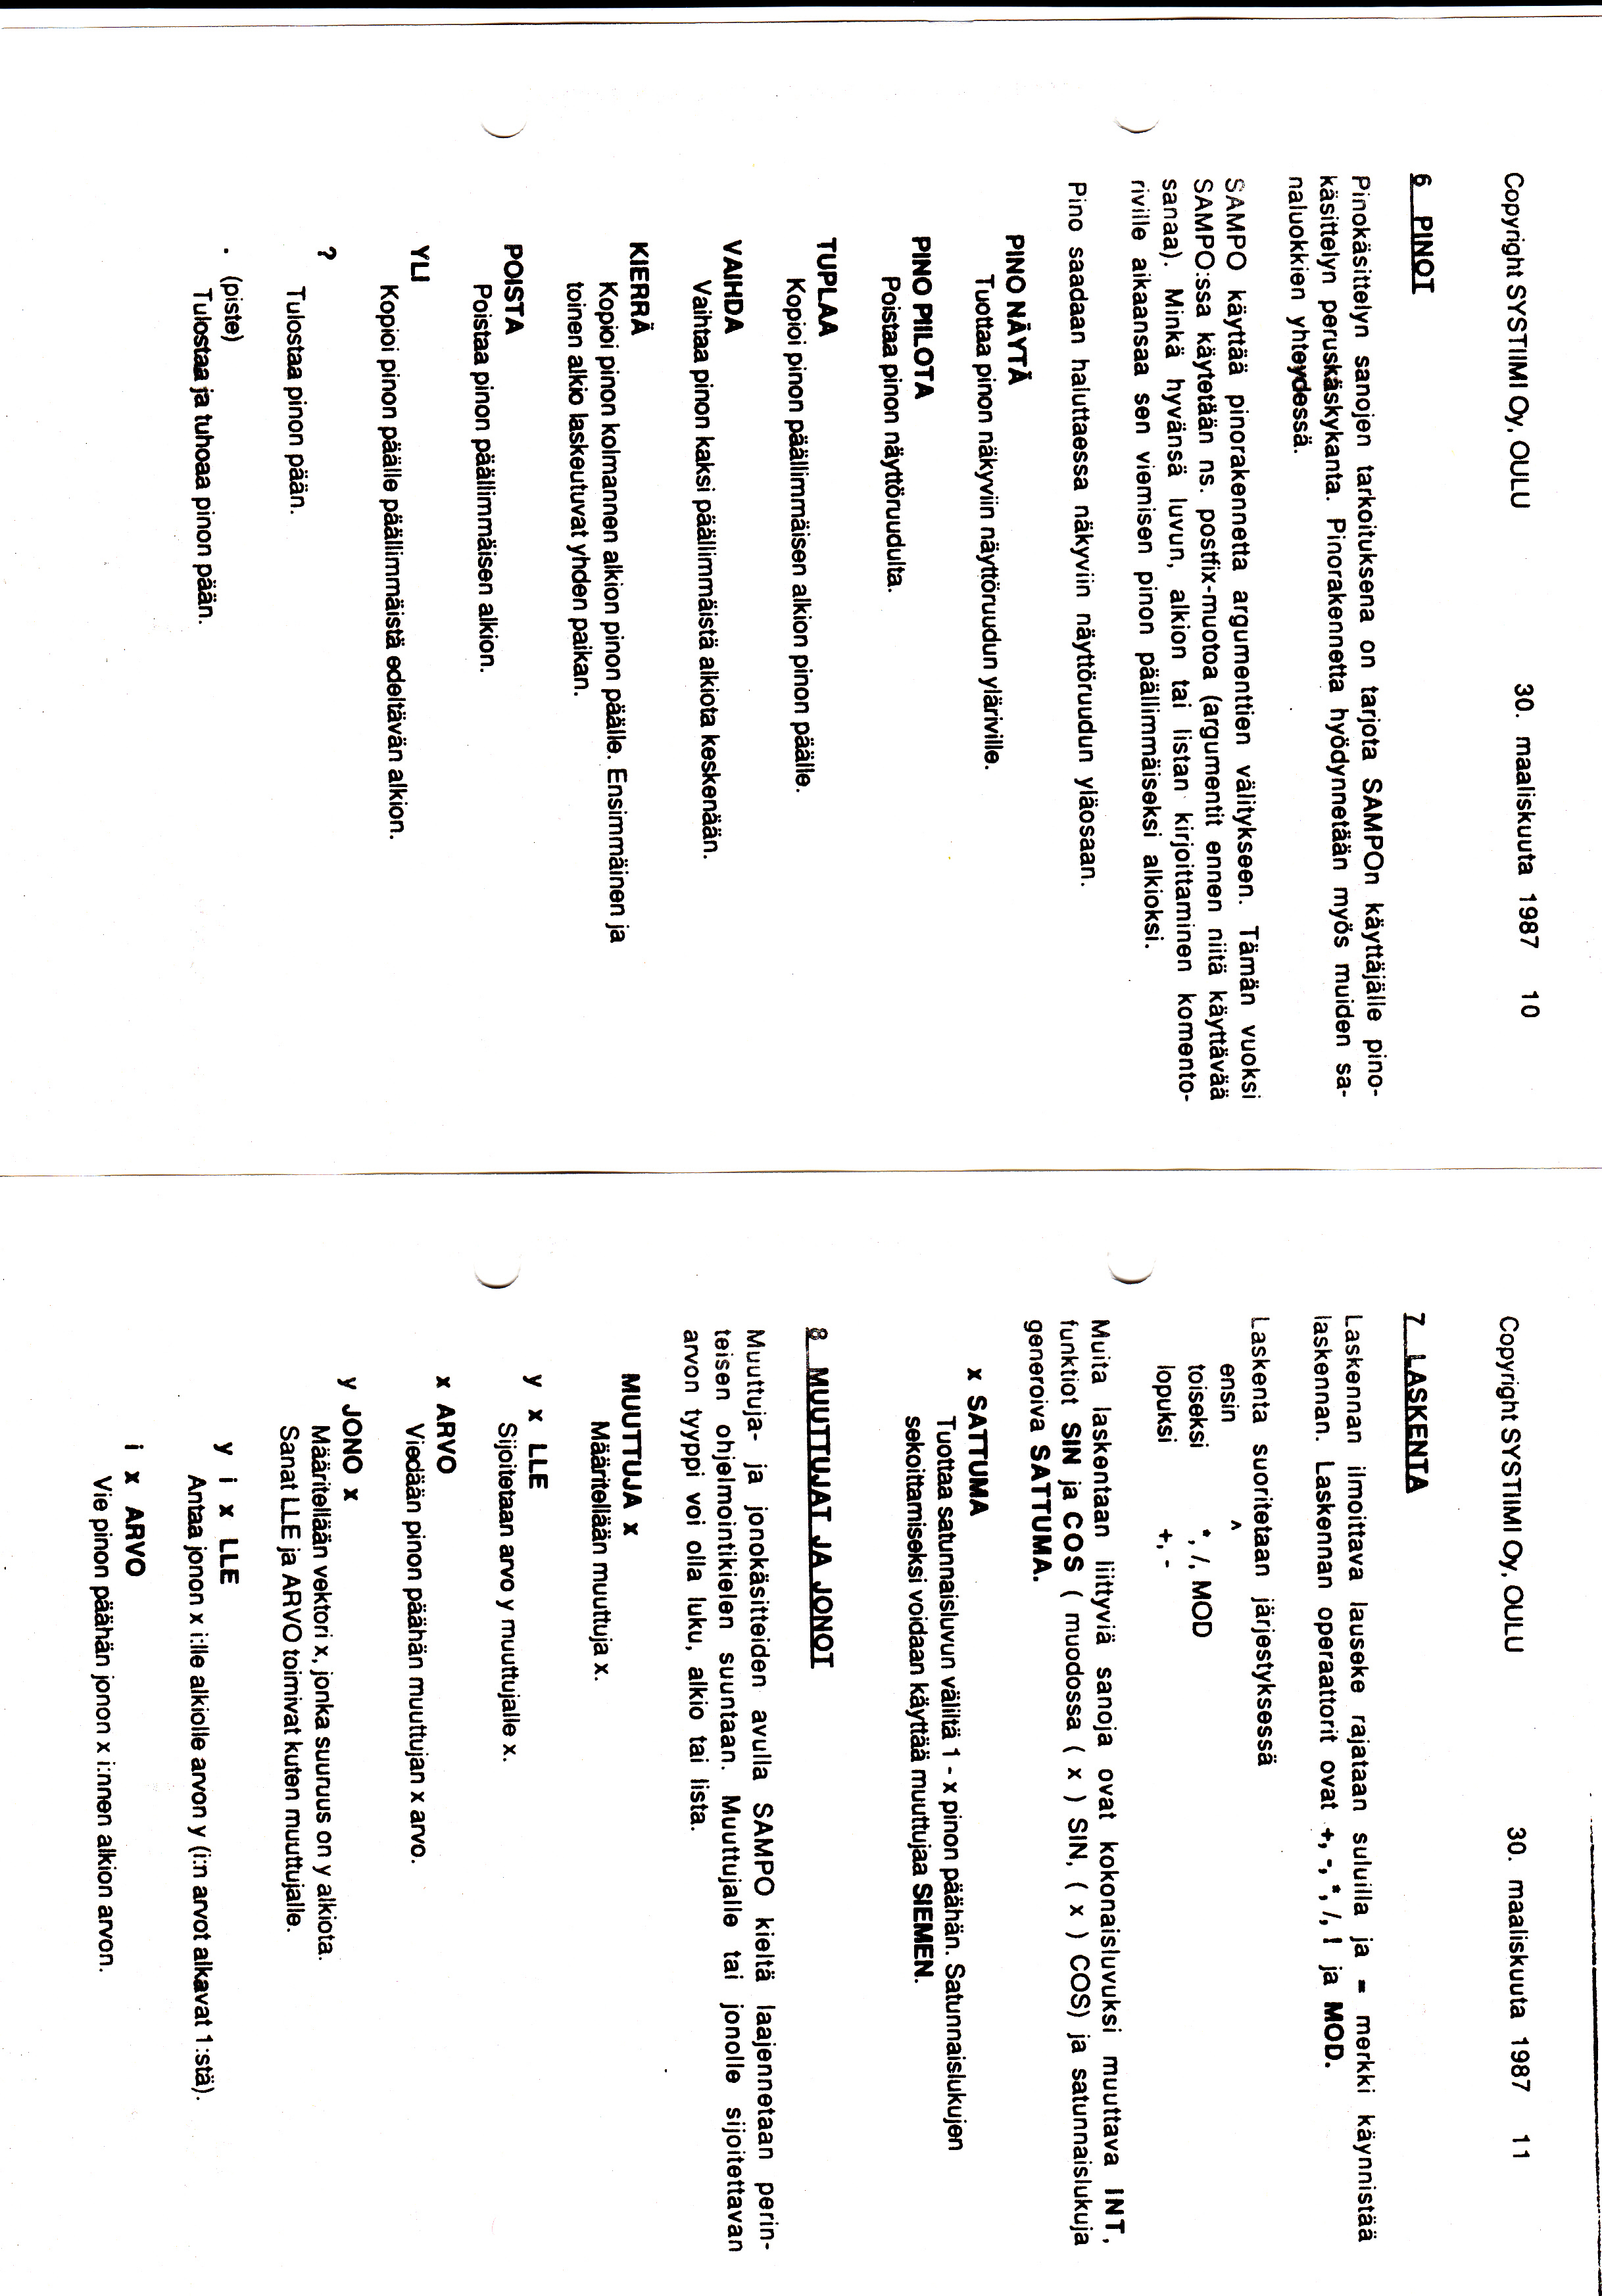 Copyright SYSTIIMI Oy, OULU 30. maaliskuuta 1987 10
6 PINOT
Pinokäsittelyn sanojen tarkoituksena on tarjota SAMPOn käyttäjälle pino-
käsittelyn peruskäskykanta. Pinorakennetta hyödynnetään myös muiden sa-
naluokkien yhteydessä.
SAMPO käyttää pinorakennetta argumenttien välitykseen. Tämän vuoksi
SAMPO:ssa käytetään ns. postfix-muotoa (argumentit ennen niitä käyttävää
sanaa). Minkä hyvänsä luvun, alkion tai listan kirjoittaminen komento-
riville aikaansaa sen viemisen pinon päällimmäiseksi alkioksi.
Pino saadaan haluttaessa näkyviin näyttöruudun yläosaan.
PINO NÄYTÄ
Tuottaa pinon näkyviin näyttöruudun yläriville.
PINO PIILOTA
Poistaa pinon näyttöruudulta.
TUPLAA
Kopioi pinon päällimmäisen alkion pinon päälle.
VAIHDA
Vaihtaa pinon kaksi päällimmäistä alkiota keskenään.
KIERRÄ
Kopioi pinon kolmannen alkion pinon päälle. Ensimmäinen ja
toinen alkio laskeutuvat yhden paikan.
POISTA
Poistaa pinon päällimmäisen alkion.
YLI
Kopioi pinon päälle päällimmäistä edeltävän alkion.
?
Tulostaa pinon pään.
. (piste)
Tulostaa ja tuhoaa pinon pään.
Copyright SYSTIIMI Oy, OULU 30. maaliskuuta 1987 11
7 LASKENTA
Laskennan ilmoittava lauseke rajataan suluilla ja = merkki käynnistää
laskennan. Laskennan operaattorit ovat +, -, *, /, ! ja MOD.
Laskenta suoritetaan järjestyksessä
ensin ^
toiseksi *, /, MOD
lopuksi +, -
Muita laskentaan liittyviä sanoja ovat kokonaisluvuksi muuttava INT,
funktiot SIN ja COS ( muodossa ( x ) SIN, ( x ) COS) ja satunnaislukuja
generoiva SATTUMA.
x SATTUMA
Tuottaa satunnaisluvun väliltä 1 - x pinon päähän. Satunnaislukujen
sekoittamiseksi voidaan käyttää muuttujaa SIEMEN.
8 MUUTTUJAT JA JONOT
Muuttuja- ja jonokäsitteiden avulla SAMPO kieltä laajennetaan perin-
teisen ohjelmointikielen suuntaan. Muuttujalle tai jonolle sijoitettavan
arvon tyyppi voi olla luku, alkio tai lista.
MUUTTUJA x
Määritellään muuttuja x.
y x LLE
Sijoitetaan arvo y muuttujalle x.
x ARVO
Viedään pinon päähän muuttujan x arvo.
y JONO x
Määritellään vektori x, jonka suuruus on y alkiota.
Sanat LLE ja ARVO toimivat kuten muuttujalle.
y i x LLE
Antaa jonon x i:lle alkiolle arvon y (i:n arvot alkavat 1:stä).
i x ARVO
Vie pinon päähän jonon x i:nnen alkion arvon.